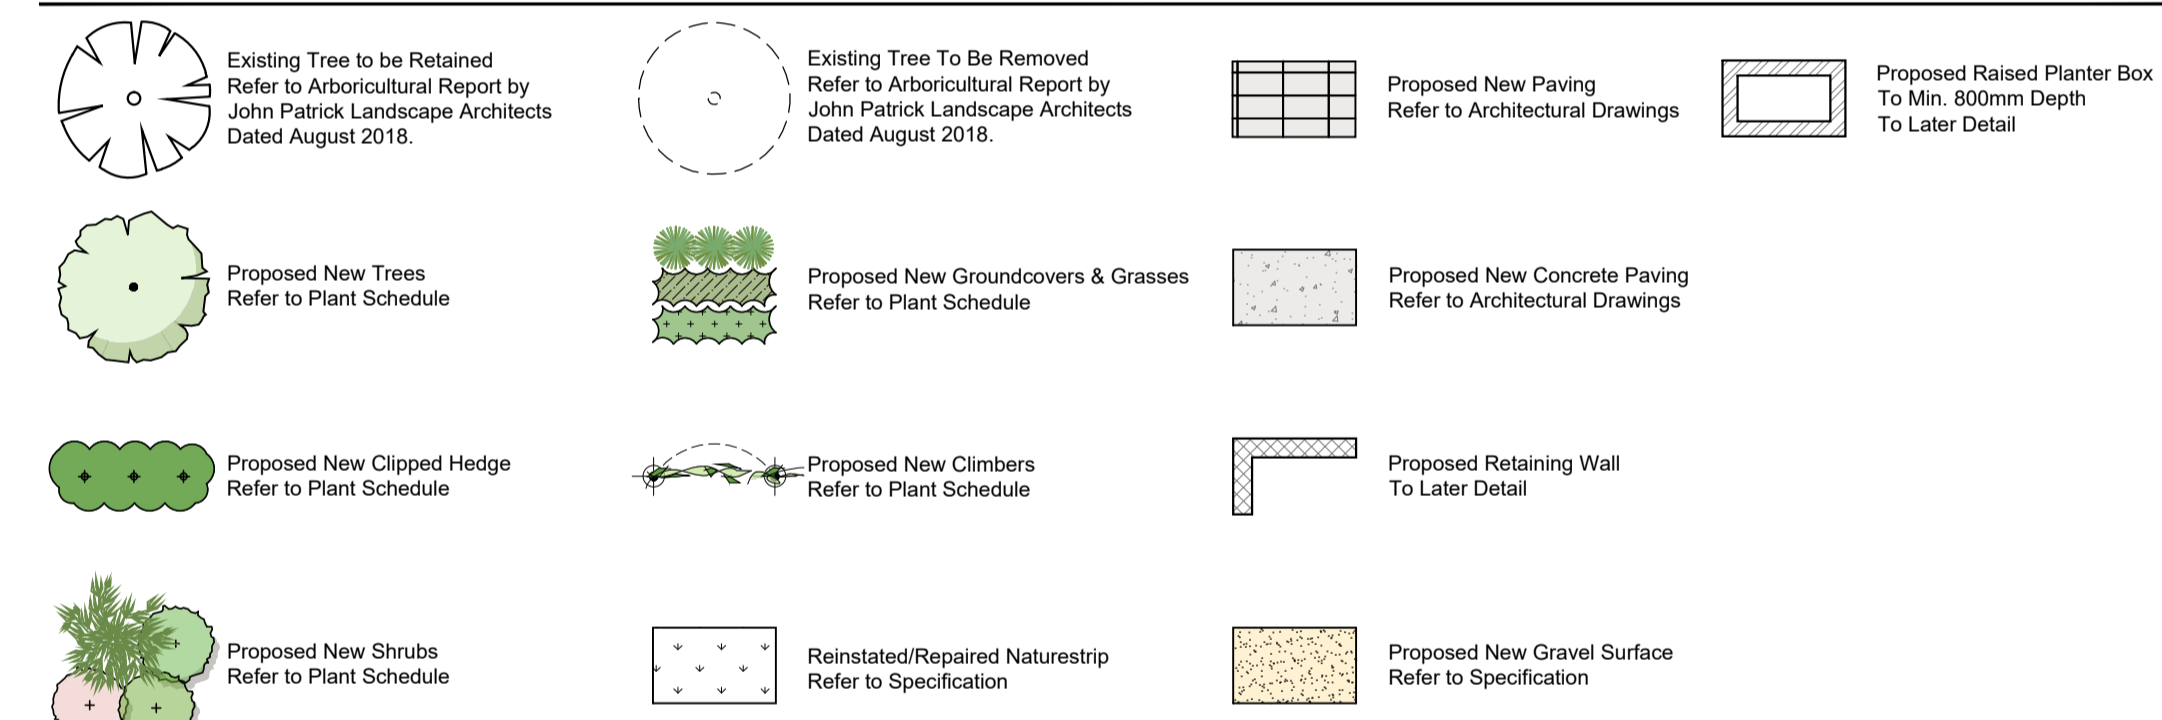 Existing Tree to be Retained
Refer to Arboricultural Report by
John Patrick Landscape Architects
Dated August 2018.
Existing Tree To Be Removed
Refer to Arboricultural Report by
John Patrick Landscape Architects
Dated August 2018.
Proposed New Paving
Refer to Architectural Drawings
Proposed Raised Planter Box
To Min. 800mm Depth
To Later Detail
Proposed New Trees
Refer to Plant Schedule
Proposed New Groundcovers & Grasses
Refer to Plant Schedule
Proposed New Concrete Paving
Refer to Architectural Drawings
Proposed New Clipped Hedge
Refer to Plant Schedule
Proposed New Climbers
Refer to Plant Schedule
Proposed Retaining Wall
To Later Detail
Proposed New Shrubs
Refer to Plant Schedule
Reinstated/Repaired Naturestrip
Refer to Specification
Proposed New Gravel Surface
Refer to Specification